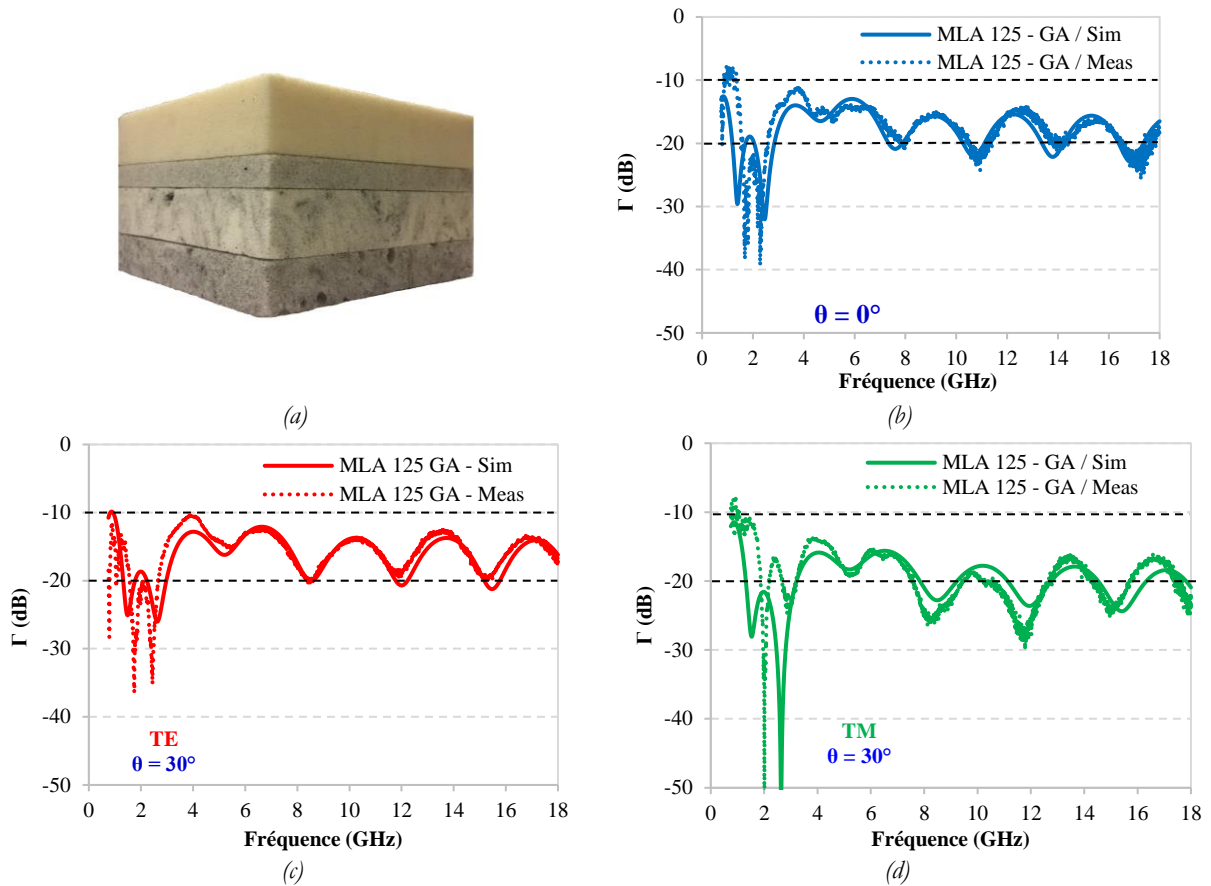 (a)
0
-10
-20
-30
-40
-50
Γ (dB)
MLA 125 - GA / Sim
MLA 125 - GA / Meas
θ = 0°
0 2 4 6 8 10 12 14 16 18
Fréquence (GHz)
(b)
0
-10
-20
-30
-40
-50
Γ (dB)
MLA 125 GA - Sim
MLA 125 GA - Meas
TE
θ = 30°
0 2 4 6 8 10 12 14 16 18
Fréquence (GHz)
(c)
0
-10
-20
-30
-40
-50
Γ (dB)
MLA 125 - GA / Sim
MLA 125 - GA / Meas
TM
θ = 30°
0 2 4 6 8 10 12 14 16 18
Fréquence (GHz)
(d)